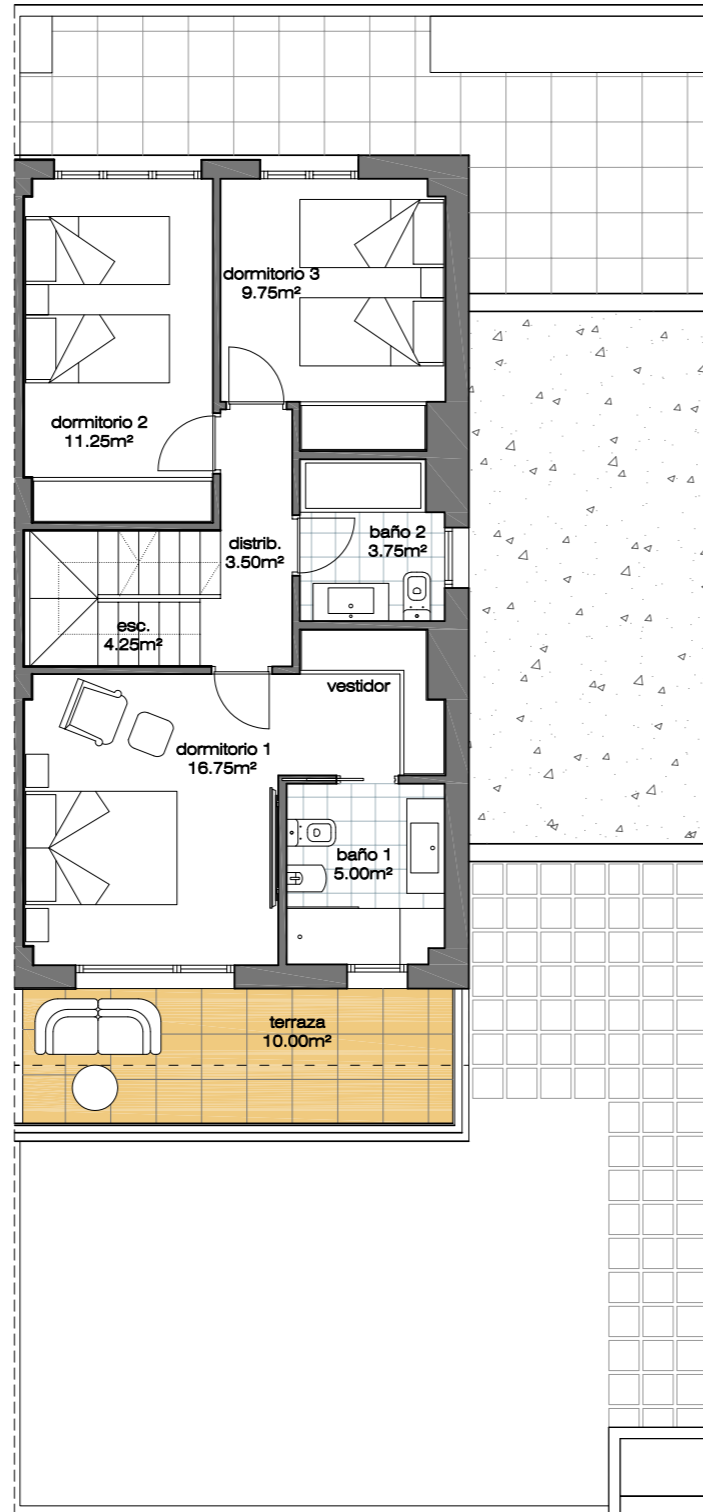 dormitorio 3
9.75m²
dormitorio 2
11.25m²
distrib.
3.50m²
baño 2
3.75m²
esc.
4.25m²
vestidor
dormitorio 1
16.75m²
baño 1
5.00m²
terraza
10.00m²